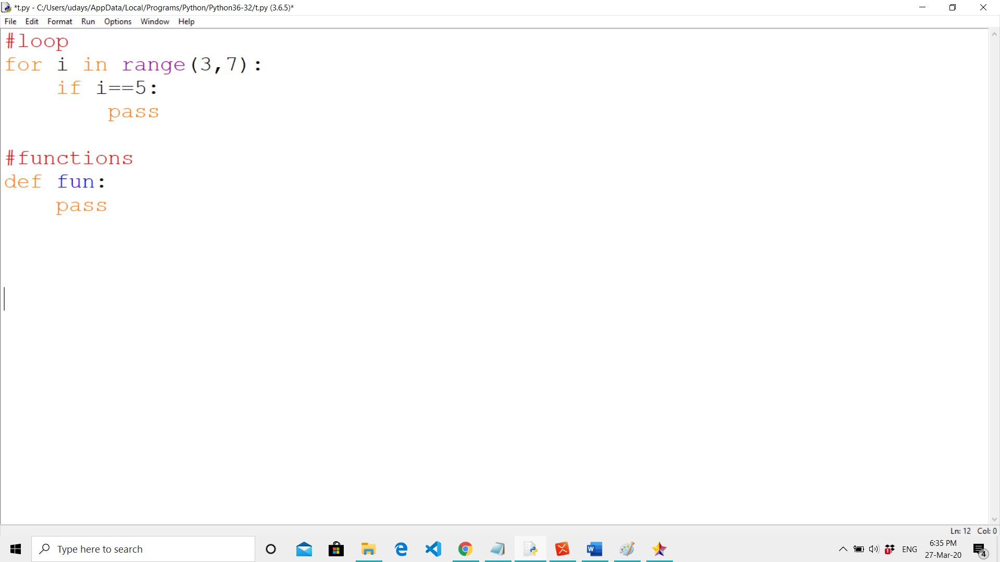 *t.py - C:/Users/udays/AppData/Local/Programs/Python/Python36-32/t.py (3.6.5)*
File Edit Format Run Options Window Help
#loop
for i in range(3,7):
    if i==5:
        pass
#functions
def fun:
    pass
Ln: 12 Col: 0
Type here to search
W
1
ENG
6:35 PM
27-Mar-20
4